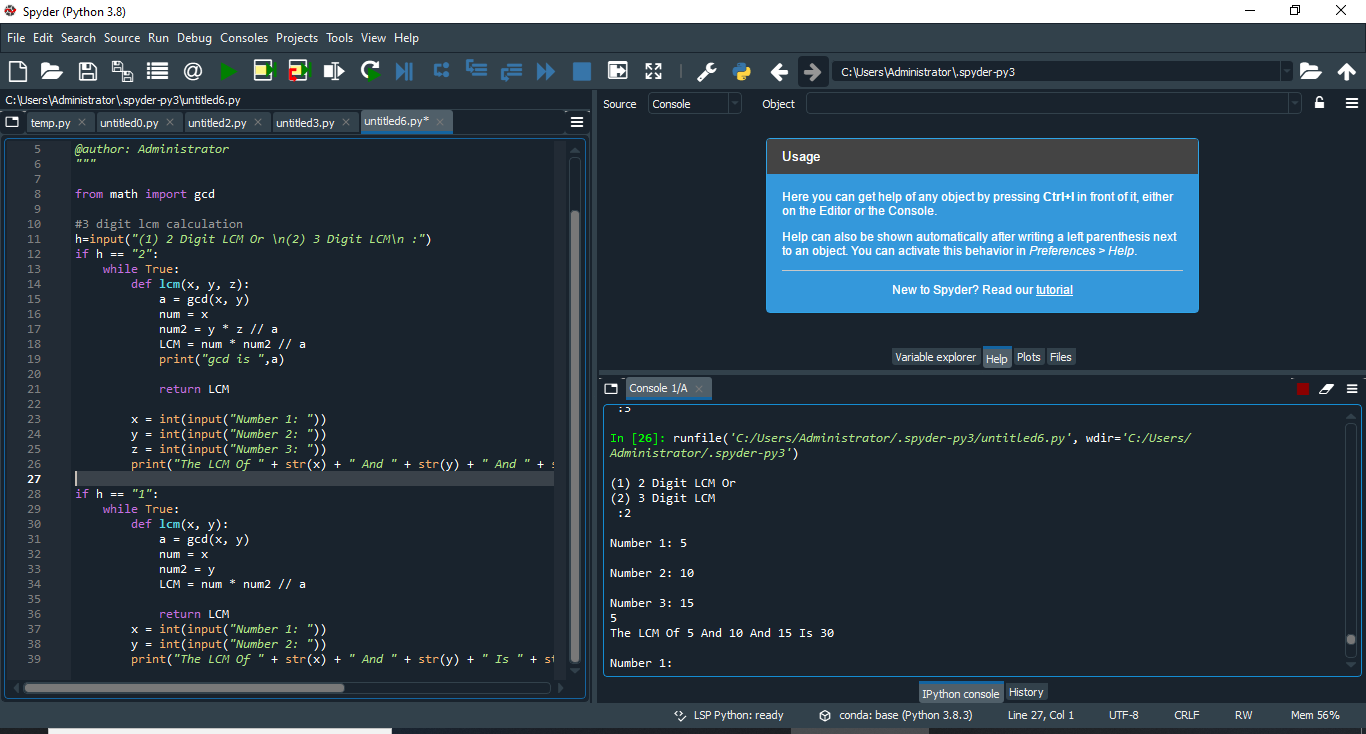 Spyder (Python 3.8)
File Edit Search Source Run Debug Consoles Projects Tools View Help
C:\Users\Administrator\.spyder-py3
C:\Users\Administrator\.spyder-py3\untitled6.py
temp.py untitled0.py untitled2.py untitled3.py untitled6.py*
5 @author: Administrator
6 """
7
8 from math import gcd
9
10 #3 digit lcm calculation
11 h=input("(1) 2 Digit LCM Or \n(2) 3 Digit LCM\n :")
12 if h == "2":
13 while True:
14 def lcm(x, y, z):
15 a = gcd(x, y)
16 num = x
17 num2 = y * z // a
18 LCM = num * num2 // a
19 print("gcd is ",a)
20
21 return LCM
22
23 x = int(input("Number 1: "))
24 y = int(input("Number 2: "))
25 z = int(input("Number 3: "))
26 print("The LCM Of " + str(x) + " And " + str(y) + " And " +
27
28 if h == "1":
29 while True:
30 def lcm(x, y):
31 a = gcd(x, y)
32 num = x
33 num2 = y
34 LCM = num * num2 // a
35
36 return LCM
37 x = int(input("Number 1: "))
38 y = int(input("Number 2: "))
39 print("The LCM Of " + str(x) + " And " + str(y) + " Is " +
Source Console Object
Usage
Here you can get help of any object by pressing Ctrl+I in front of it, either
on the Editor or the Console.
Help can also be shown automatically after writing a left parenthesis next
to an object. You can activate this behavior in Preferences > Help.
New to Spyder? Read our tutorial
Variable explorer Help Plots Files
Console 1/A
In [26]: runfile('C:/Users/Administrator/.spyder-py3/untitled6.py', wdir='C:/Users/
Administrator/.spyder-py3')
(1) 2 Digit LCM Or
(2) 3 Digit LCM
:2
Number 1: 5
Number 2: 10
Number 3: 15
5
The LCM Of 5 And 10 And 15 Is 30
Number 1:
IPython console History
LSP Python: ready conda: base (Python 3.8.3) Line 27, Col 1 UTF-8 CRLF RW Mem 56%